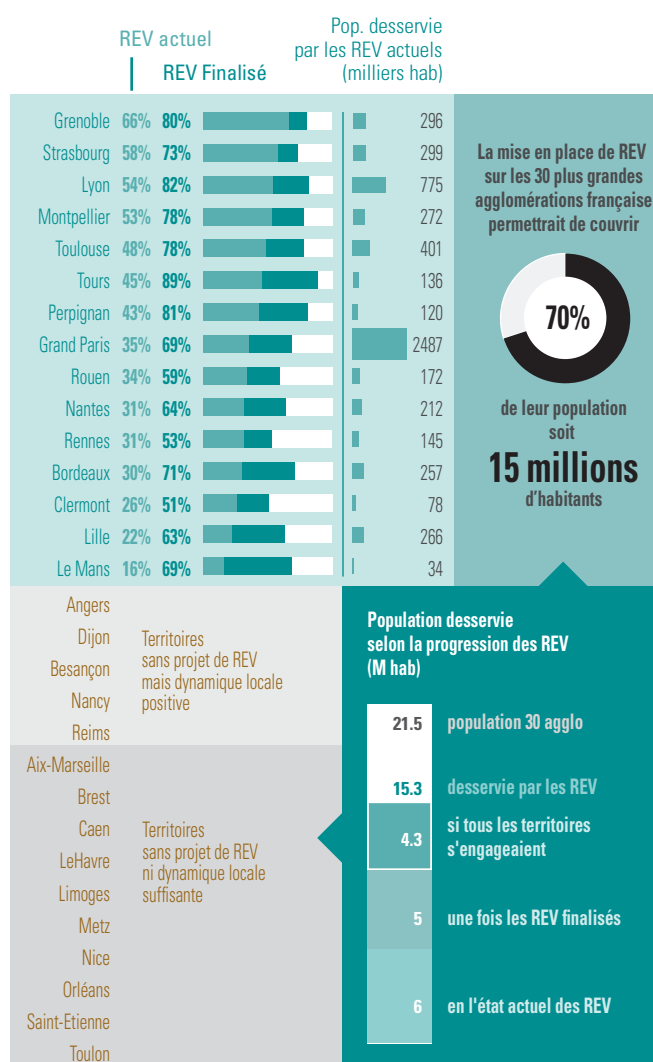 REV actuel
REV Finalisé
Pop. desservie
par les REV actuels
(milliers hab)
Grenoble 66% 80% 296
Strasbourg 58% 73% 299
Lyon 54% 82% 775
Montpellier 53% 78% 272
Toulouse 48% 78% 401
Tours 45% 89% 136
Perpignan 43% 81% 120
Grand Paris 35% 69% 2487
Rouen 34% 59% 172
Nantes 31% 64% 212
Rennes 31% 53% 145
Bordeaux 30% 71% 257
Clermont 26% 51% 78
Lille 22% 63% 266
Le Mans 16% 69% 34
La mise en place de REV
sur les 30 plus grandes
agglomérations française
permettrait de couvrir
70%
de leur population
soit
15 millions
d'habitants
Angers
Dijon
Besançon
Nancy
Reims
Territoires
sans projet de REV
mais dynamique locale
positive
Aix-Marseille
Brest
Caen
LeHavre
Limoges
Metz
Nice
Orléans
Saint-Etienne
Toulon
Territoires
sans projet de REV
ni dynamique locale
suffisante
Population desservie
selon la progression des REV
(M hab)
21.5 population 30 agglo
15.3 desservie par les REV
4.3 si tous les territoires
s'engageaient
5 une fois les REV finalisés
6 en l'état actuel des REV